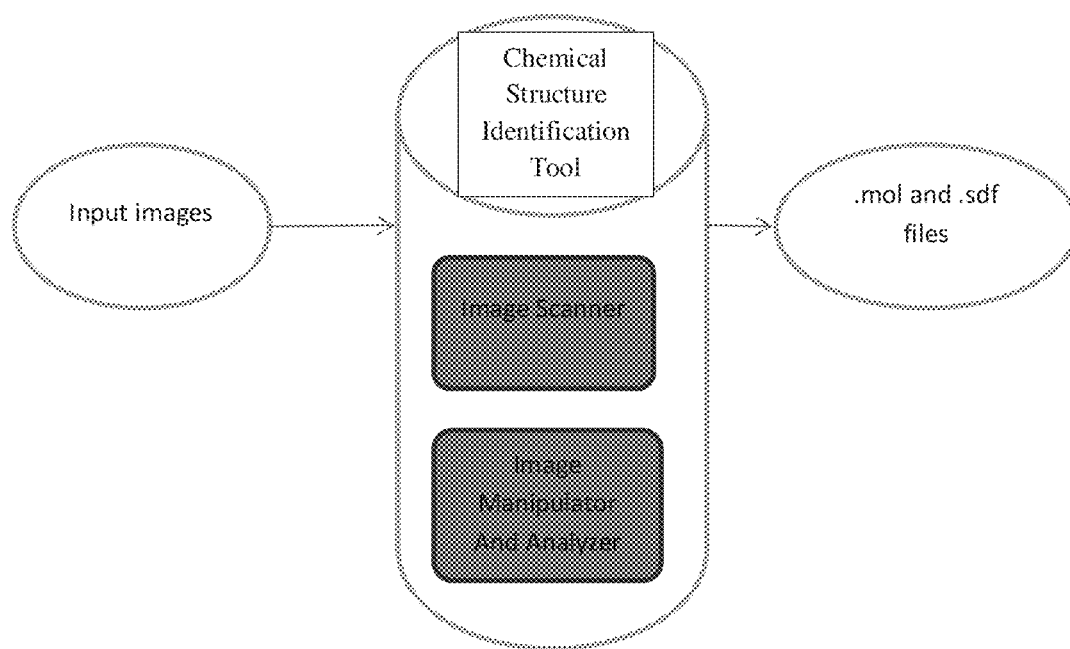 Chemical
Structure
Identification
Tool
Input images
.mol and .sdf
files
Image Scanner
Image
Manipulator
And Analyzer